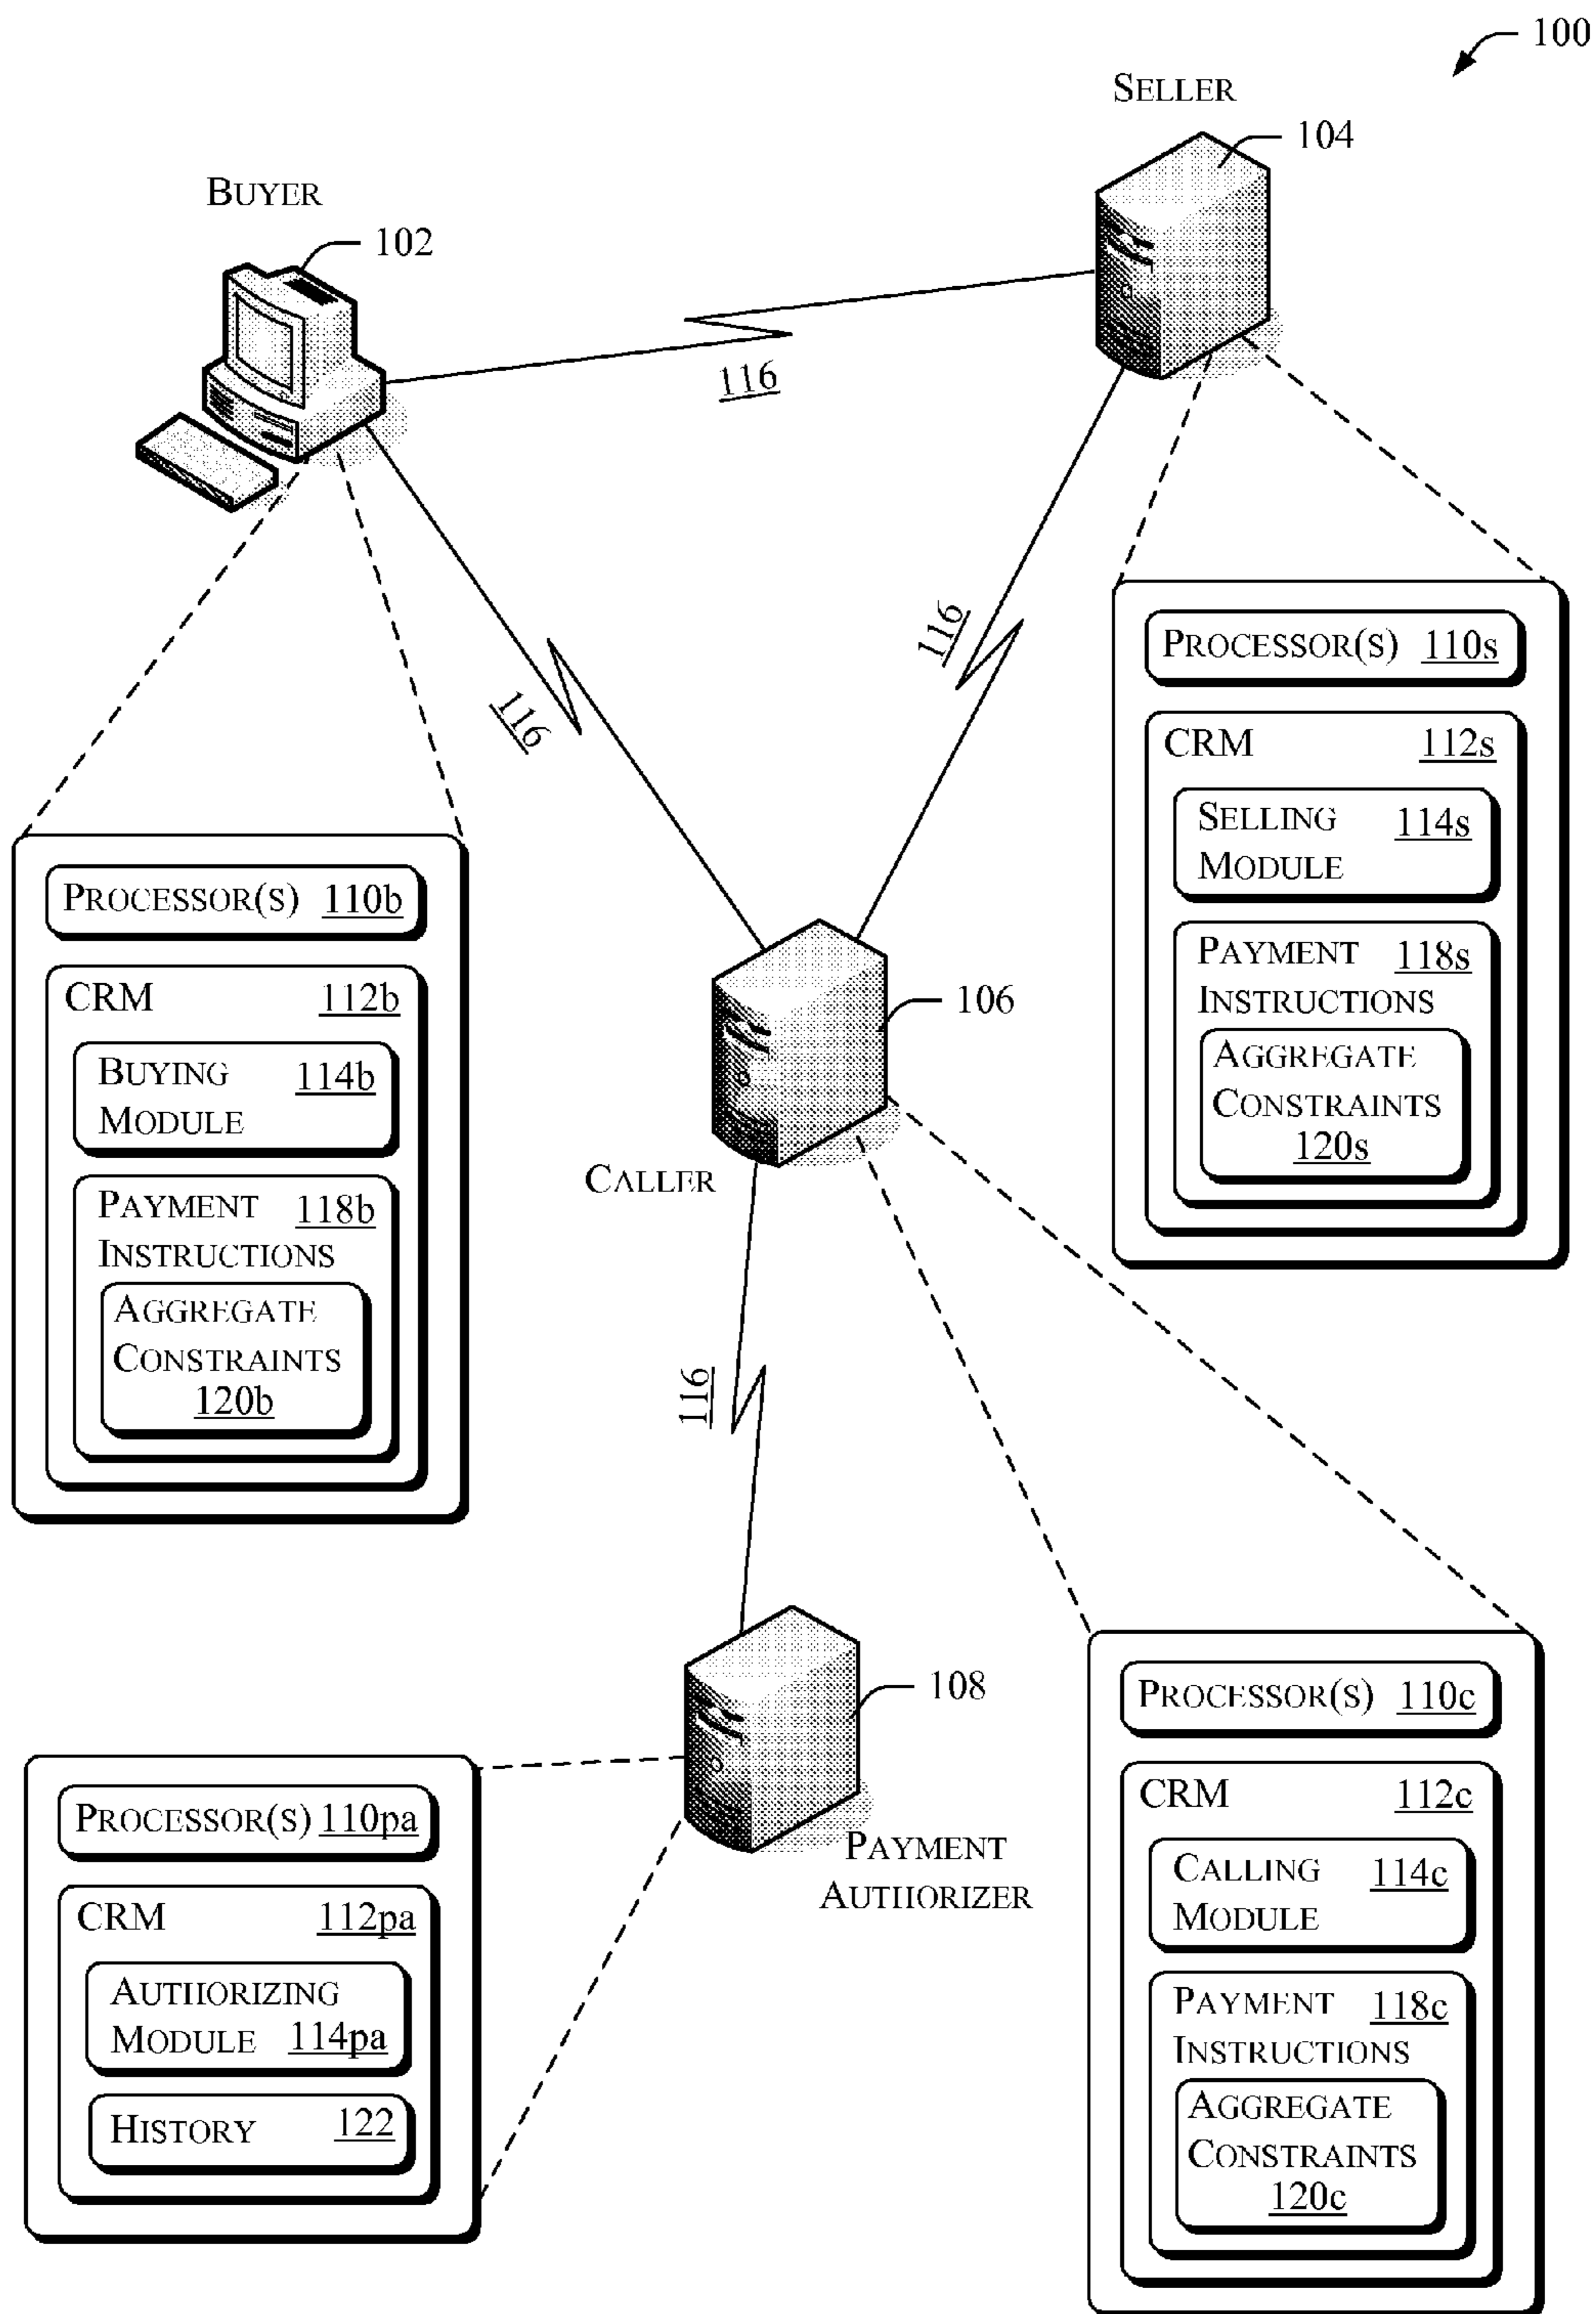 100
SELLER
104
BUYER
102
116
116
116
PROCESSOR(S) 110s
CRM 112s
SELLING 114s
MODULE
PAYMENT 118s
INSTRUCTIONS
AGGREGATE
CONSTRAINTS
120s
PROCESSOR(S) 110b
CRM 112b
BUYING 114b
MODULE
PAYMENT 118b
INSTRUCTIONS
AGGREGATE
CONSTRAINTS
120b
106
CALLER
116
108
PAYMENT
AUTHORIZER
PROCESSOR(S) 110c
CRM 112c
CALLING 114c
MODULE
PAYMENT 118c
INSTRUCTIONS
AGGREGATE
CONSTRAINTS
120c
PROCESSOR(S) 110pa
CRM 112pa
AUTHORIZING
MODULE 114pa
HISTORY 122